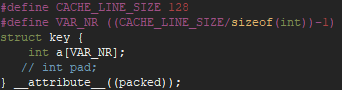 #define CACHE_LINE_SIZE 128
#define VAR_NR ((CACHE_LINE_SIZE/sizeof(int))-1)
struct key {
    int a[VAR_NR];
   // int pad;
} __attribute__((packed));